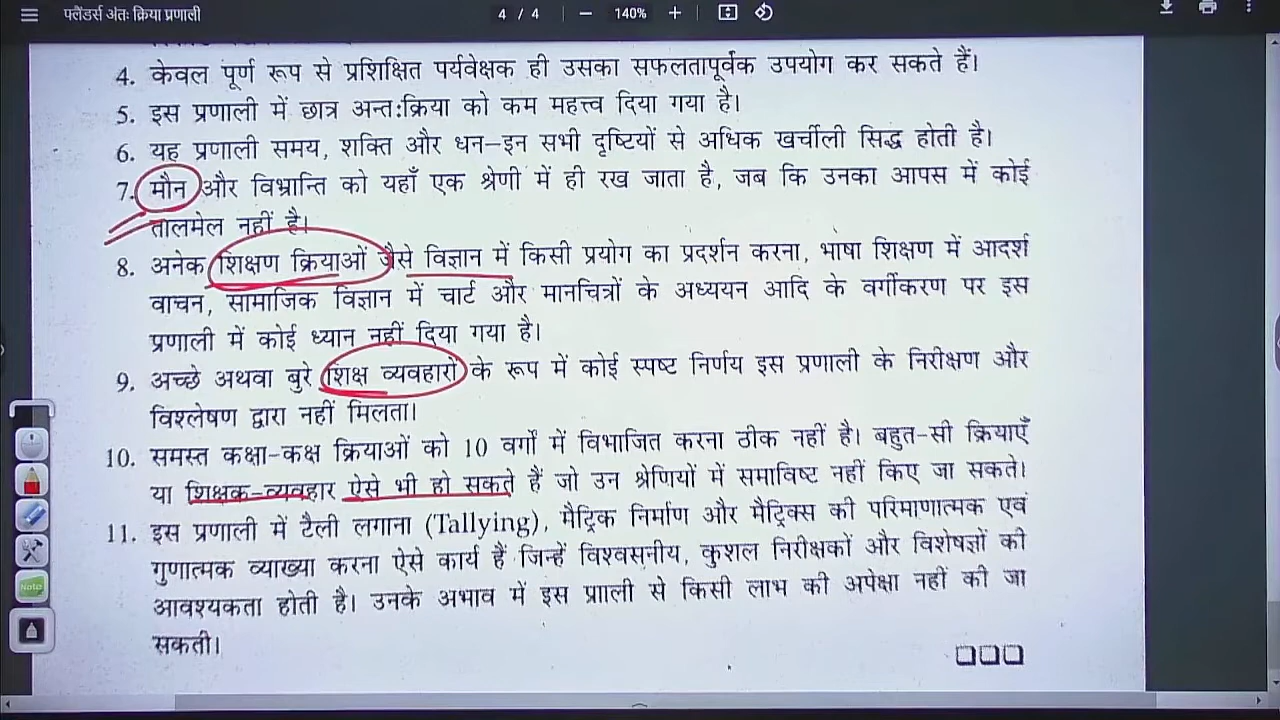 फ्लैंडर्स अंतः क्रिया प्रणाली
4 / 4
140%
4. केवल पूर्ण रूप से प्रशिक्षित पर्यवेक्षक ही उसका सफलतापूर्वक उपयोग कर सकते हैं।
5. इस प्रणाली में छात्र अन्त:क्रिया को कम महत्त्व दिया गया है।
6. यह प्रणाली समय, शक्ति और धन-इन सभी दृष्टियों से अधिक खर्चीली सिद्ध होती है।
7. मौन और विभ्रान्ति को यहाँ एक श्रेणी में ही रख जाता है, जब कि उनका आपस में कोई
तालमेल नहीं है।
8. अनेक शिक्षण क्रियाओं जैसे विज्ञान में किसी प्रयोग का प्रदर्शन करना, भाषा शिक्षण में आदर्श
वाचन, सामाजिक विज्ञान में चार्ट और मानचित्रों के अध्ययन आदि के वर्गीकरण पर इस
प्रणाली में कोई ध्यान नहीं दिया गया है।
9. अच्छे अथवा बुरे शिक्ष व्यवहारों के रूप में कोई स्पष्ट निर्णय इस प्रणाली के निरीक्षण और
विश्लेषण द्वारा नहीं मिलता।
10. समस्त कक्षा-कक्ष क्रियाओं को 10 वर्गों में विभाजित करना ठीक नहीं है। बहुत-सी क्रियाएँ
या शिक्षक-व्यवहार ऐसे भी हो सकते हैं जो उन श्रेणियों में समाविष्ट नहीं किए जा सकते।
11. इस प्रणाली में टैली लगाना (Tallying), मैट्रिक निर्माण और मैट्रिक्स की परिमाणात्मक एवं
गुणात्मक व्याख्या करना ऐसे कार्य हैं जिन्हें विश्वसनीय, कुशल निरीक्षकों और विशेषज्ञों की
आवश्यकता होती है। उनके अभाव में इस प्रााली से किसी लाभ की अपेक्षा नहीं की जा
सकती।
Note